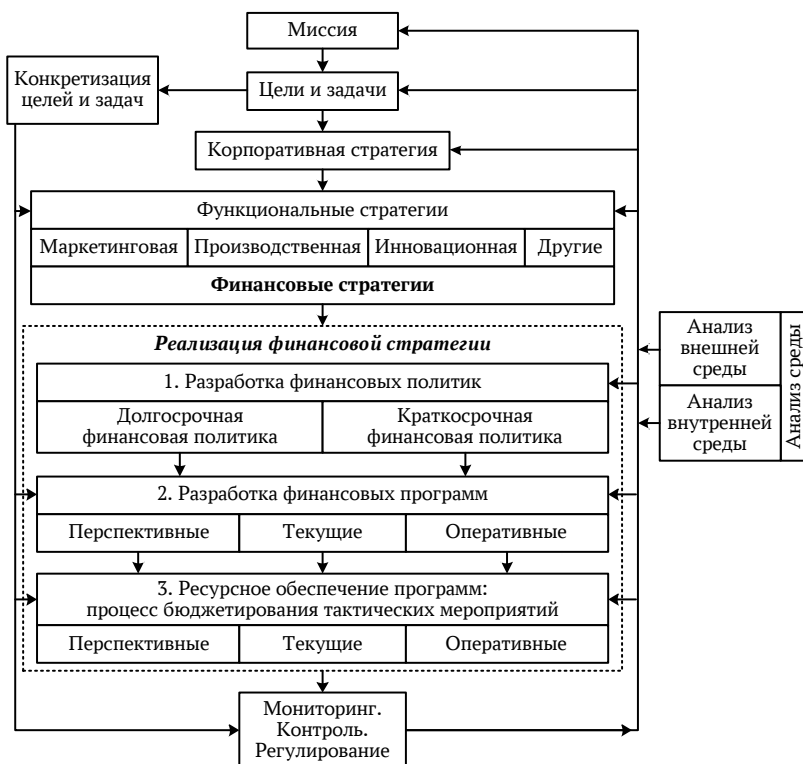 Миссия
Конкретизация
целей и задач
Цели и задачи
Корпоративная стратегия
Функциональные стратегии
Маркетинговая
Производственная
Инновационная
Другие
Финансовые стратегии
Реализация финансовой стратегии
1. Разработка финансовых политик
Долгосрочная
финансовая политика
Краткосрочная
финансовая политика
2. Разработка финансовых программ
Перспективные
Текущие
Оперативные
3. Ресурсное обеспечение программ:
процесс бюджетирования тактических мероприятий
Перспективные
Текущие
Оперативные
Мониторинг.
Контроль.
Регулирование
Анализ
внешней
среды
Анализ
внутренней
среды
Анализ среды